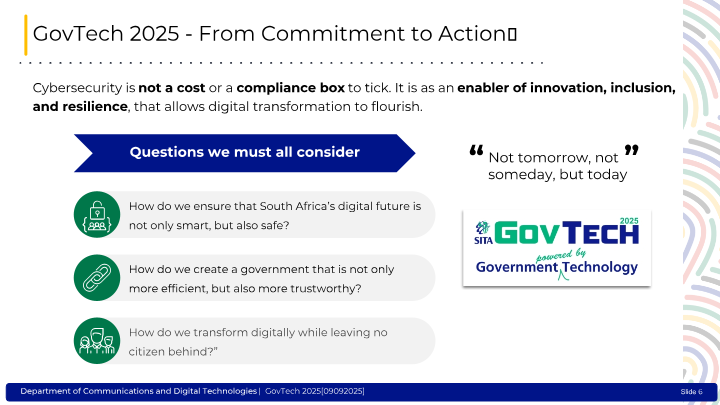 GovTech 2025 - From Commitment to Action▯
Cybersecurity is not a cost or a compliance box to tick. It is as an enabler of innovation, inclusion,
and resilience, that allows digital transformation to flourish.
Questions we must all consider
How do we ensure that South Africa’s digital future is
not only smart, but also safe?
How do we create a government that is not only
more efficient, but also more trustworthy?
How do we transform digitally while leaving no
citizen behind?”
“ Not tomorrow, not ”
someday, but today
2025
SITA GovTech
powered by
Government Technology
Department of Communications and Digital Technologies| GovTech 2025|09092025|
Slide 6